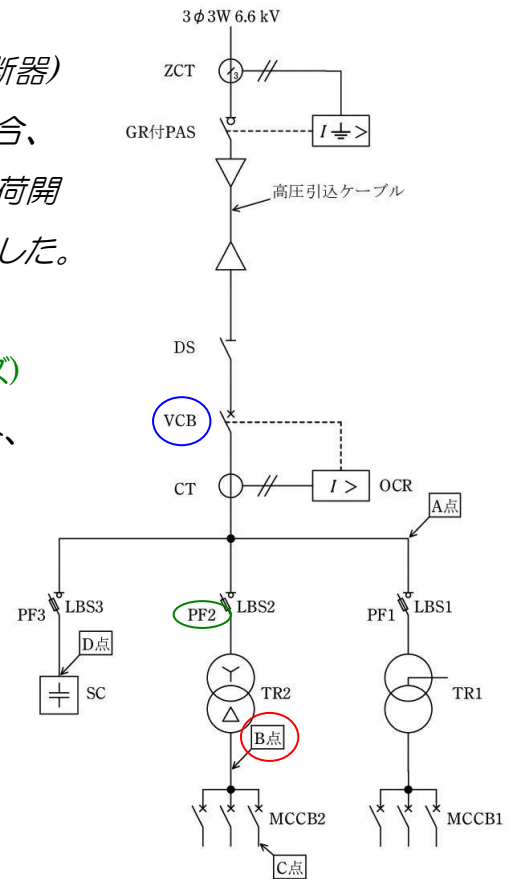 3φ3W 6.6 kV
断器)
ZCT
3
合、
GR付PAS
I >
荷開
高圧引込ケーブル
した。
DS
ズ)
VCB
、
CT
I >
OCR
A点
PF3
LBS3
PF2
LBS2
PF1
LBS1
D点
SC
TR2
TR1
B点
MCCB2
MCCB1
C点